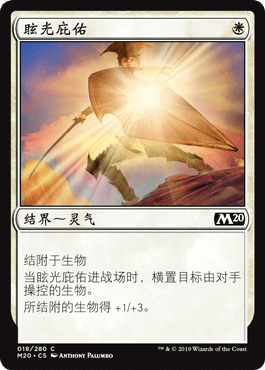 眩光庇佑
结界～灵气
M20
结附于生物
当眩光庇佑进战场时，横置目标由对手
操控的生物。
所结附的生物得 +1/+3。
018/280 C
M20 • CS ANTHONY PALUMBO
™ & © 2019 Wizards of the Coast